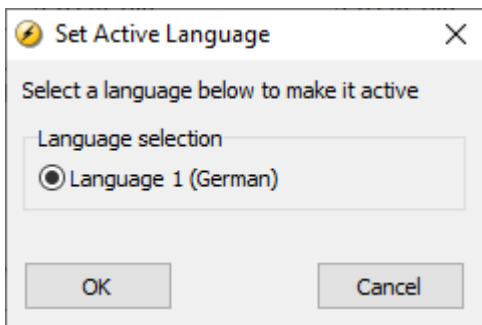 Set Active Language
Select a language below to make it active
Language selection
Language 1 (German)
OK
Cancel